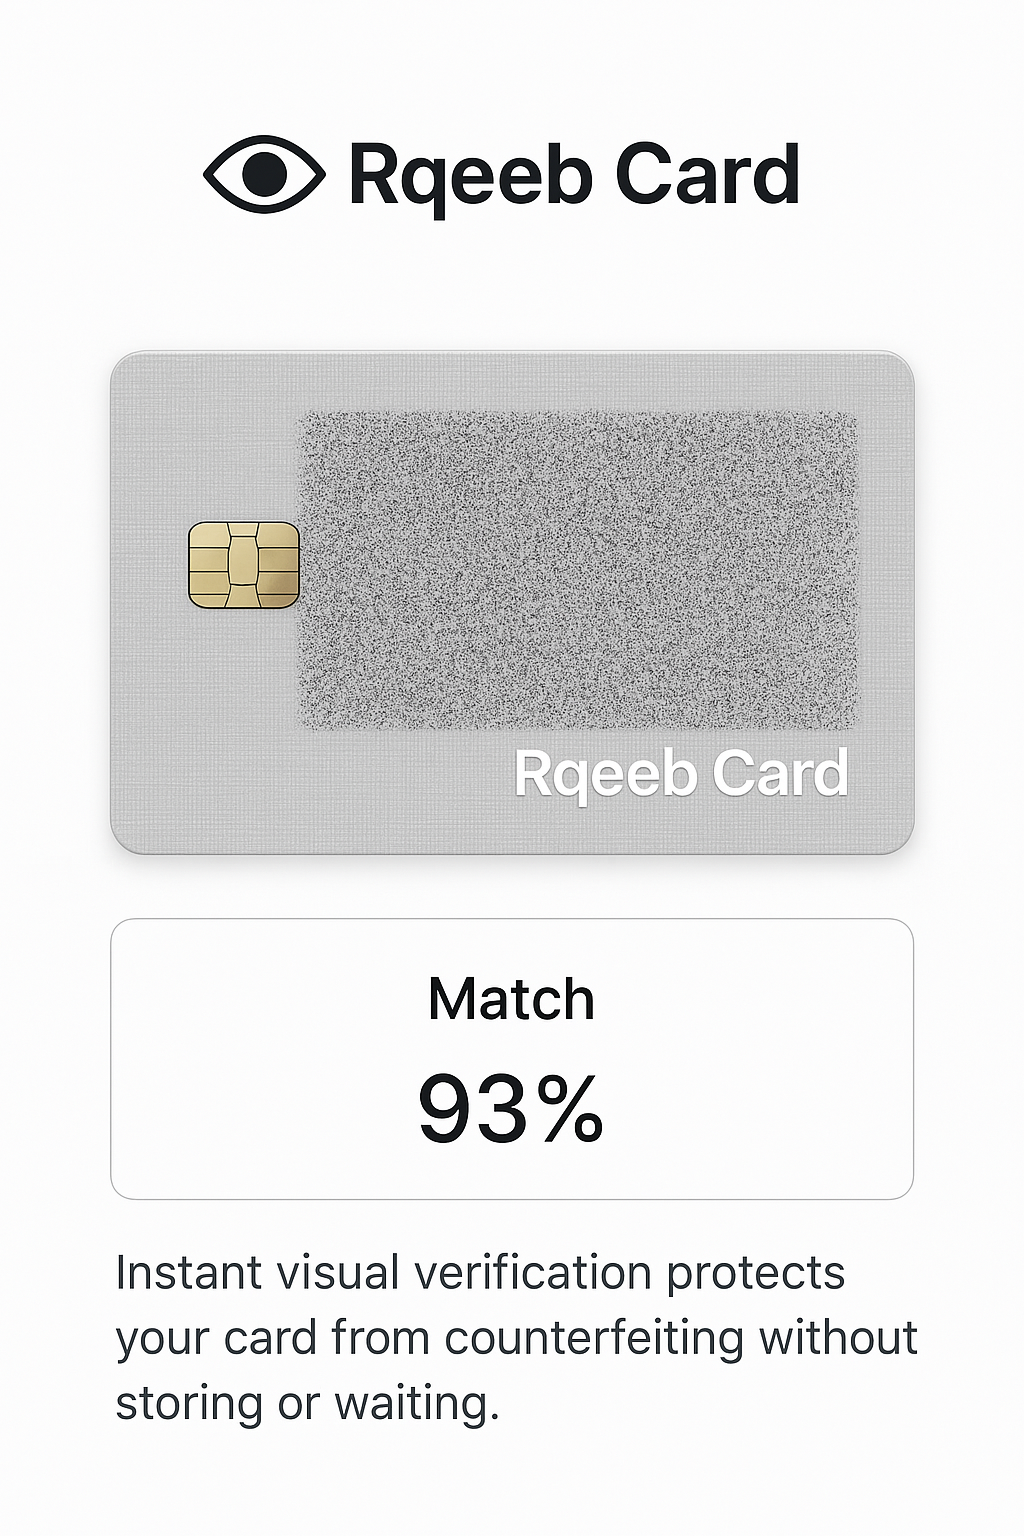 Rqeeb Card
Rqeeb Card
Match
93%
Instant visual verification protects
your card from counterfeiting without
storing or waiting.